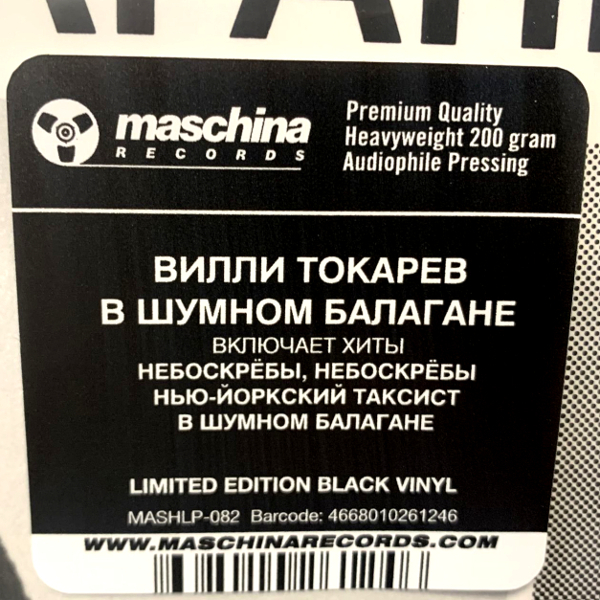 maschina
RECORDS
Premium Quality
Heavyweight 200 gram
Audiophile Pressing
ВИЛЛИ ТОКАРЕВ
В ШУМНОМ БАЛАГАНЕ
ВКЛЮЧАЕТ ХИТЫ
НЕБОСКРЁБЫ, НЕБОСКРЁБЫ
НЬЮ-ЙОРКСКИЙ ТАКСИСТ
В ШУМНОМ БАЛАГАНЕ
LIMITED EDITION BLACK VINYL
MASHLP-082 Barcode: 4668010261246
WWW.MASCHINARECORDS.COM